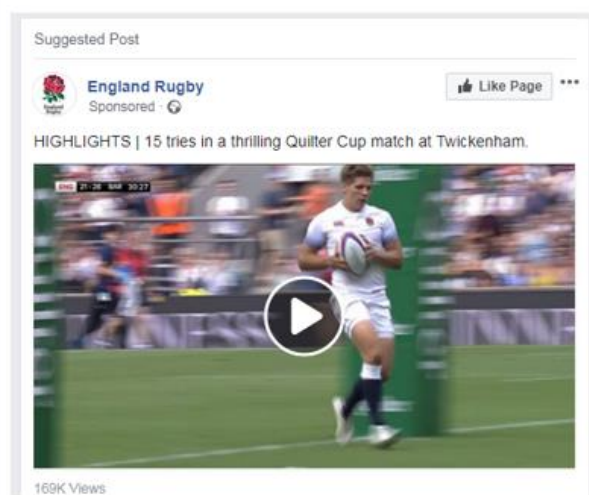 Suggested Post
England Rugby
Like Page
Sponsored
HIGHLIGHTS | 15 tries in a thrilling Quilter Cup match at Twickenham.
ENG 21-26 BAR 30:27
169K Views